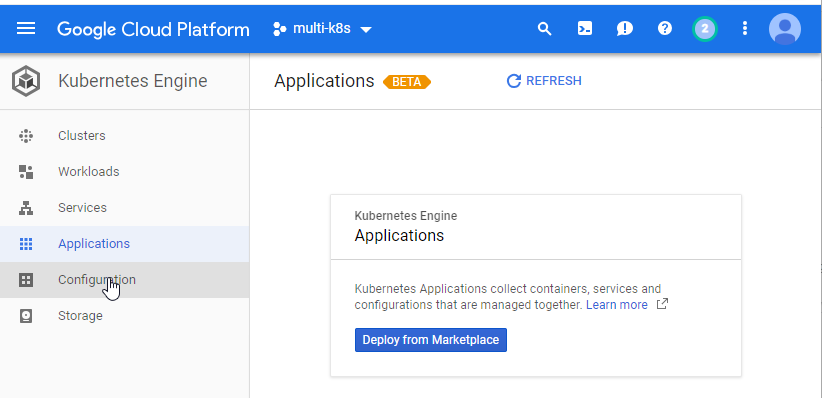 Google Cloud Platform multi-k8s 2
Kubernetes Engine
Applications BETA REFRESH
Clusters
Workloads
Services
Applications
Configuration
Storage
Kubernetes Engine
Applications
Kubernetes Applications collect containers, services and
configurations that are managed together. Learn more
Deploy from Marketplace